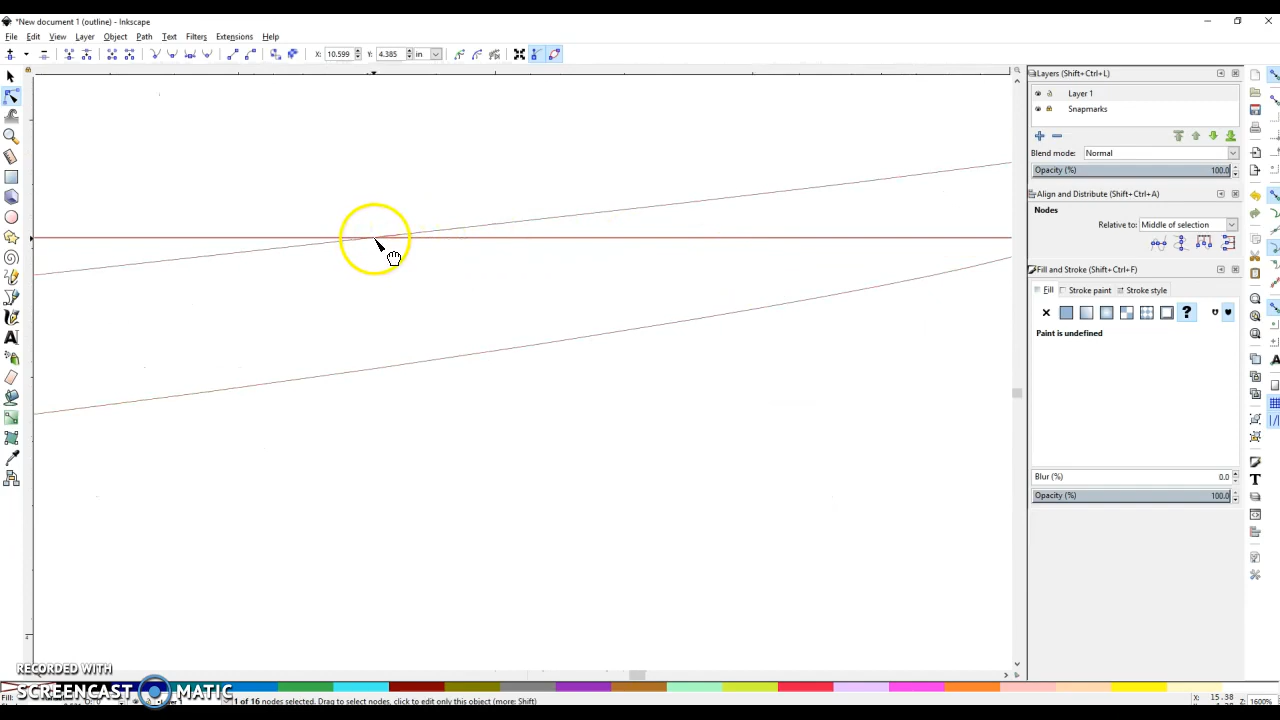 *New document 1 (outline) - Inkscape
File Edit View Layer Object Path Text Filters Extensions Help
X: 10.599 Y: 4.385 in
Layers (Shift+Ctrl+L)
Layer 1
Snapmarks
Blend mode: Normal
Opacity (%) 100.0
Align and Distribute (Shift+Ctrl+A)
Nodes
Relative to: Middle of selection
Fill and Stroke (Shift+Ctrl+F)
Fill Stroke paint Stroke style
Paint is undefined
Blur (%) 0.0
Opacity (%) 100.0
RECORDED WITH
SCREENCAST MATIC
Fill:
1 of 16 nodes selected. Drag to select nodes, click to edit only this object (more: Shift)
X: 15.38
1600%